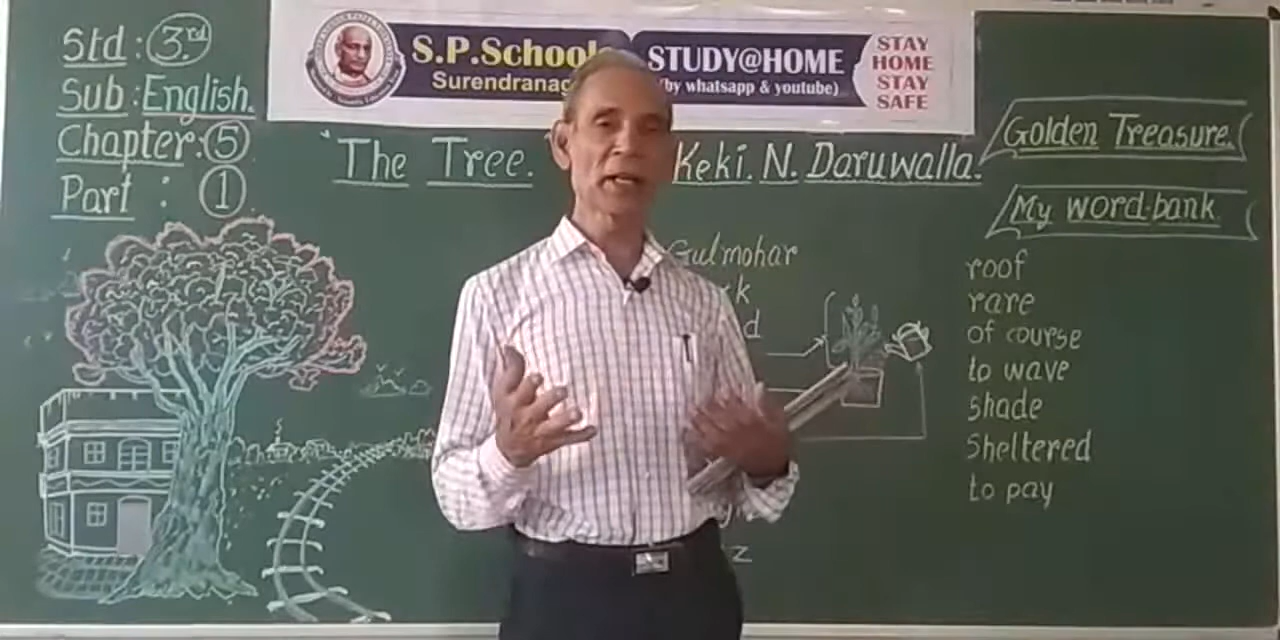 Std : 3rd
Sub : English.
Chapter : 5
Part : 1
S.P.School
STUDY@HOME
by whatsapp & youtube)
STAY
HOME
STAY
SAFE
"The Tree.
Keki. N. Daruwalla.
Golden Treasure.
My word-bank
Gulmohar
roof
rare
of course
to wave
shade
Sheltered
to pay